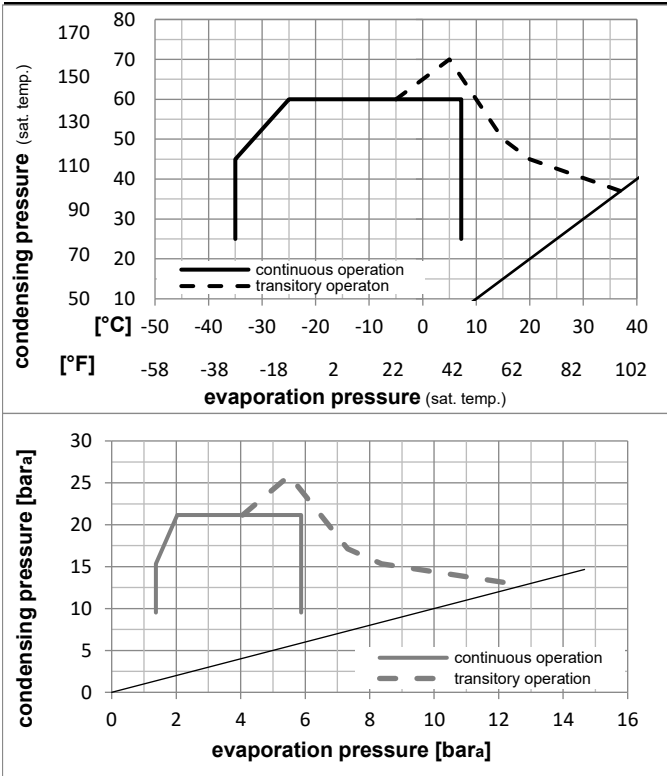 condensing pressure (sat. temp.)
170 80
70
150 60
130 50
110 40
90 30
70 20
50 10
continuous operation
transitory operaton
[°C] -50 -40 -30 -20 -10 0 10 20 30 40
[°F] -58 -38 -18 2 22 42 62 82 102
evaporation pressure (sat. temp.)
condensing pressure [bara]
30
25
20
15
10
5
0
continuous operation
transitory operation
0 2 4 6 8 10 12 14 16
evaporation pressure [bara]